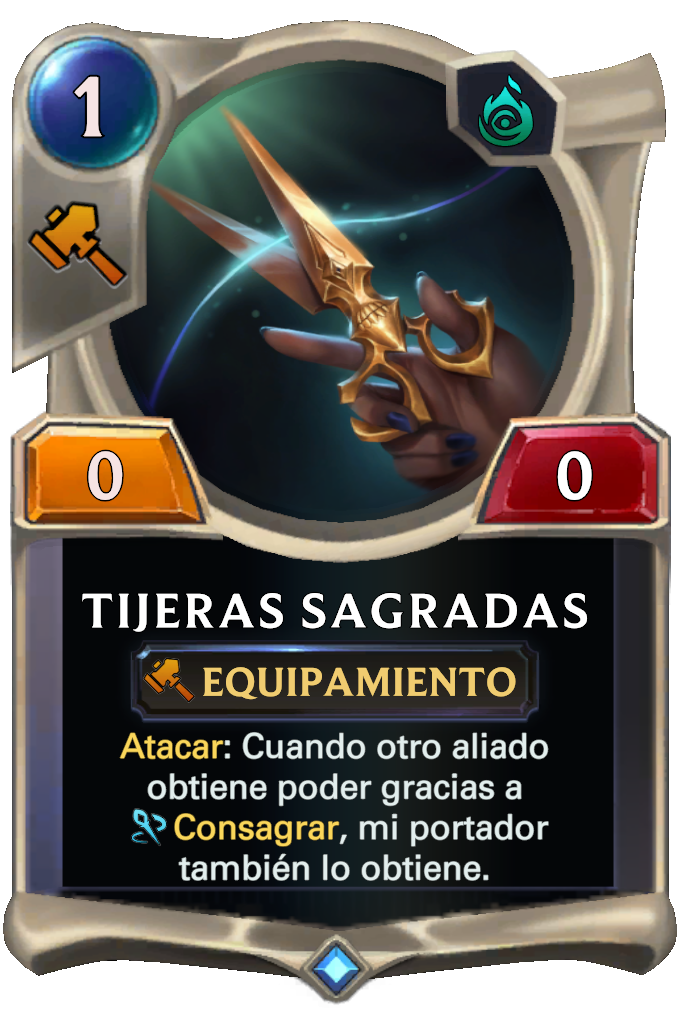 1
0
0
TIJERAS SAGRADAS
EQUIPAMIENTO
Atacar: Cuando otro aliado
obtiene poder gracias a
Consagrar, mi portador
también lo obtiene.